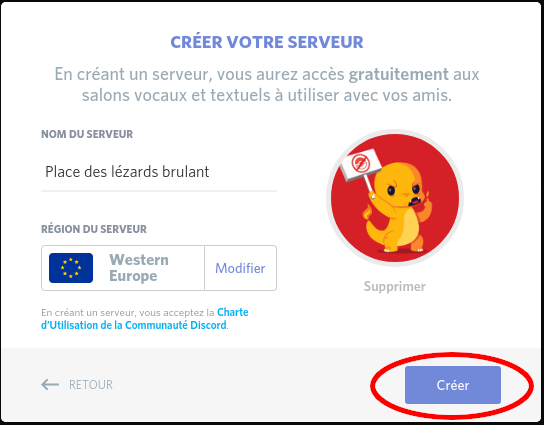 CRÉER VOTRE SERVEUR
En créant un serveur, vous aurez accès gratuitement aux
salons vocaux et textuels à utiliser avec vos amis.
NOM DU SERVEUR
Place des lézards brulant
RÉGION DU SERVEUR
Western
Europe
Modifier
En créant un serveur, vous acceptez la Charte
d'Utilisation de la Communauté Discord.
Supprimer
RETOUR
Créer